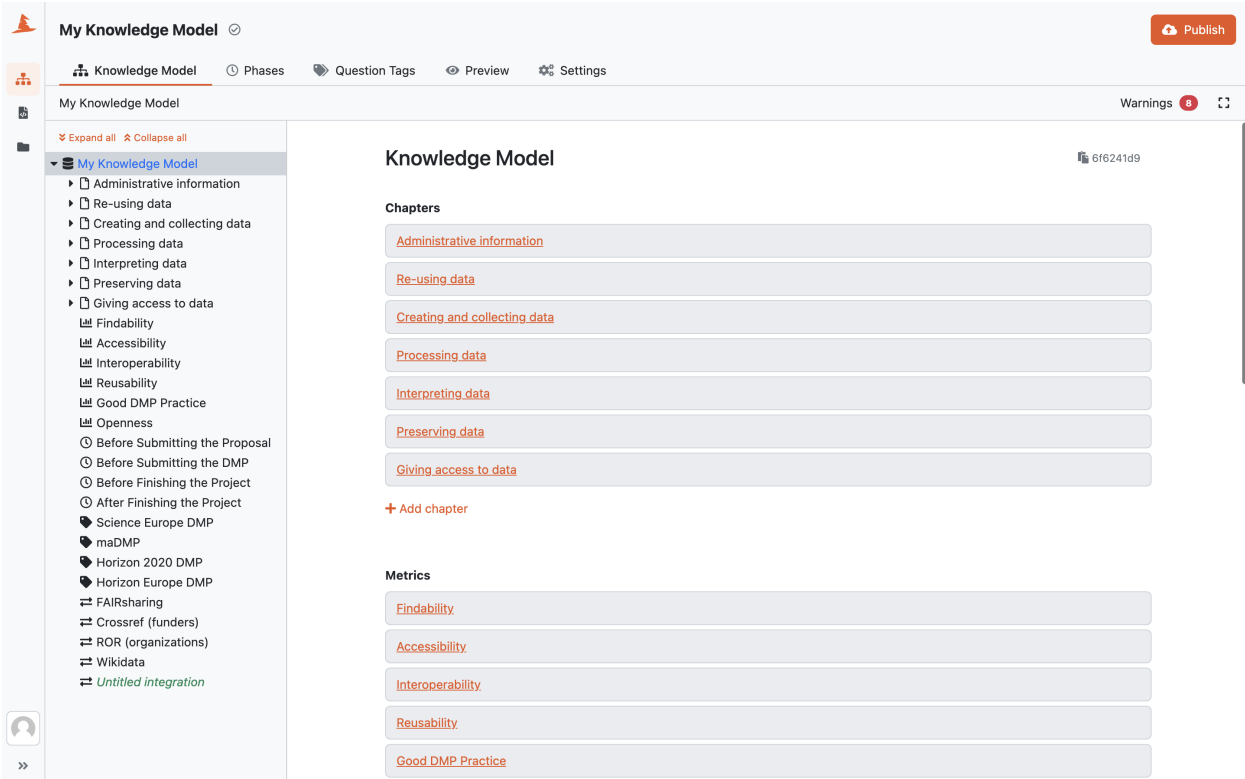 My Knowledge Model
Publish
Knowledge Model
Phases
Question Tags
Preview
Settings
My Knowledge Model
Warnings 8
Expand all Collapse all
My Knowledge Model
Administrative information
Re-using data
Creating and collecting data
Processing data
Interpreting data
Preserving data
Giving access to data
Findability
Accessibility
Interoperability
Reusability
Good DMP Practice
Openness
Before Submitting the Proposal
Before Submitting the DMP
Before Finishing the Project
After Finishing the Project
Science Europe DMP
maDMP
Horizon 2020 DMP
Horizon Europe DMP
FAIRsharing
Crossref (funders)
ROR (organizations)
Wikidata
Untitled integration
Knowledge Model
6f6241d9
Chapters
Administrative information
Re-using data
Creating and collecting data
Processing data
Interpreting data
Preserving data
Giving access to data
Add chapter
Metrics
Findability
Accessibility
Interoperability
Reusability
Good DMP Practice